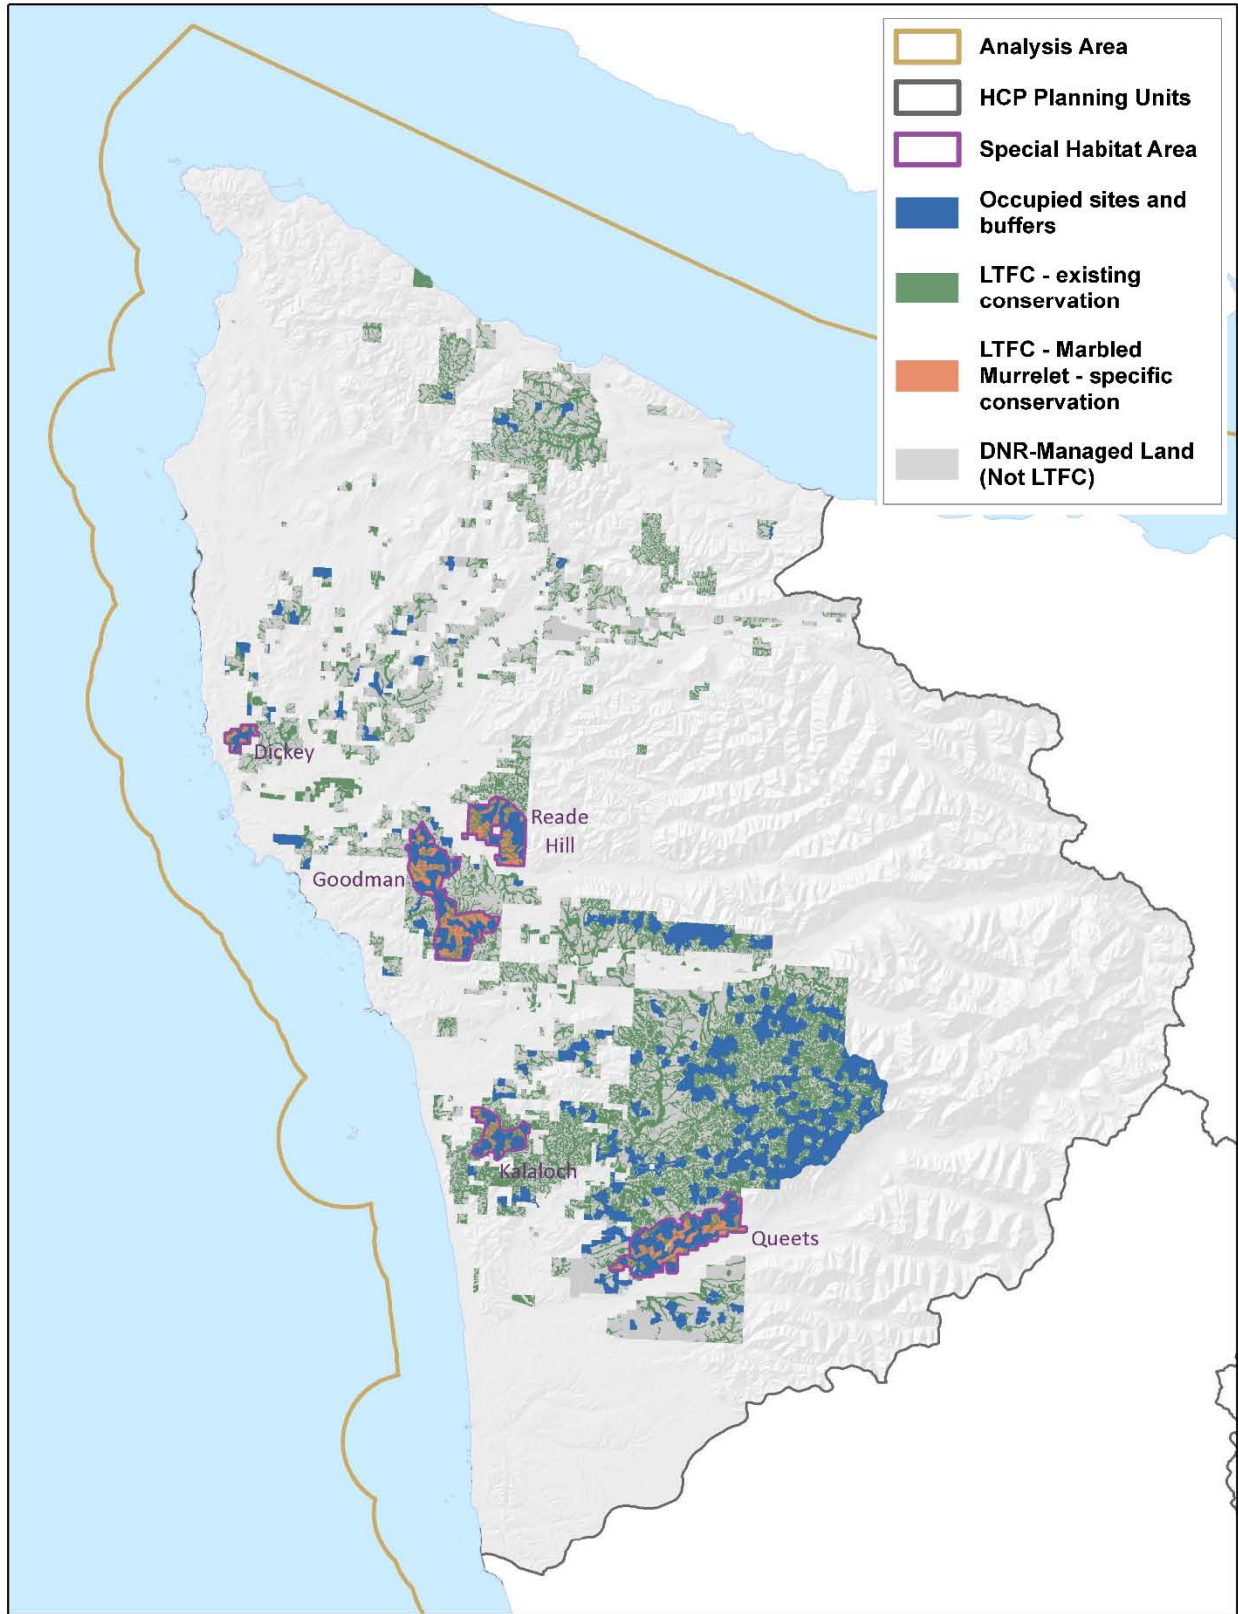 Analysis Area
HCP Planning Units
Special Habitat Area
Occupied sites and
buffers
LTFC - existing
conservation
LTFC - Marbled
Murrelet - specific
conservation
DNR-Managed Land
(Not LTFC)
Dickey
Reade
Hill
Goodman
Kalaloch
Queets